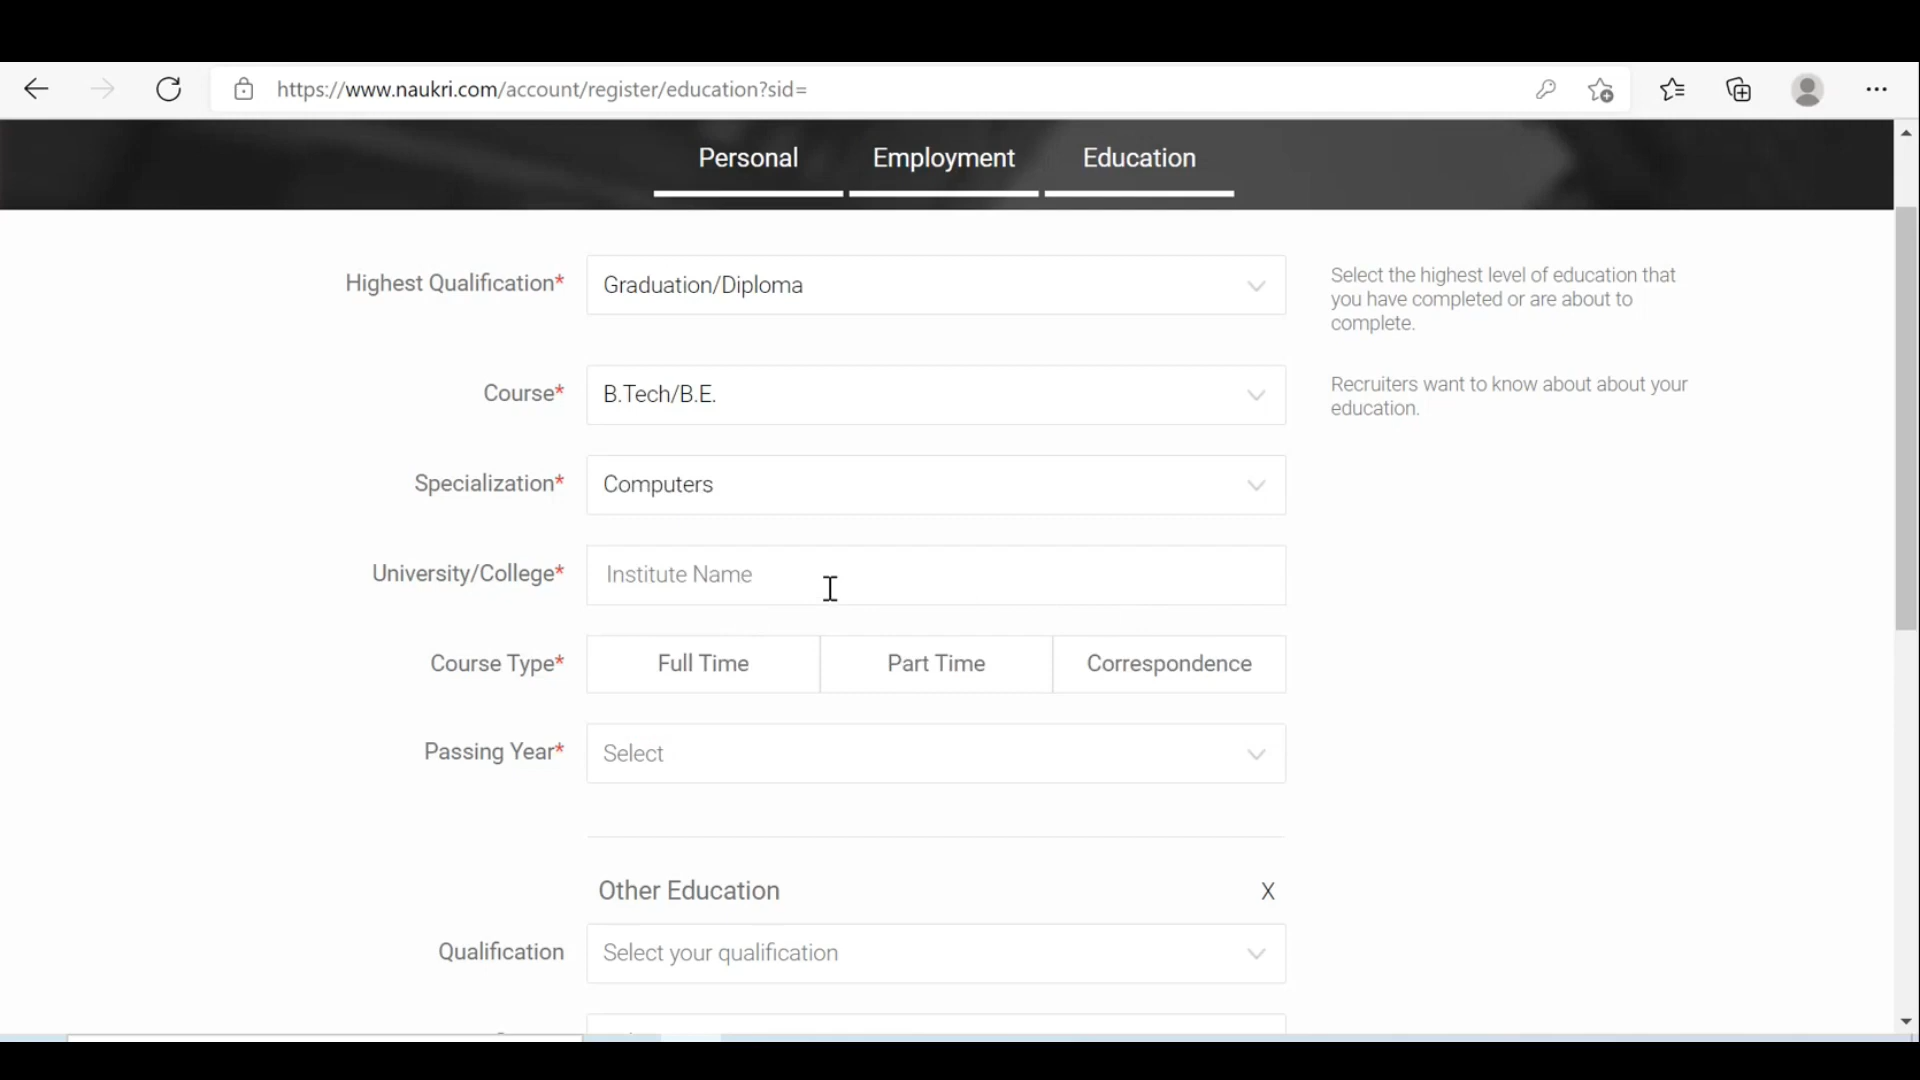 https://www.naukri.com/account/register/education?sid=
Personal Employment Education
Highest Qualification* Graduation/Diploma
Select the highest level of education that
you have completed or are about to
complete.
Course* B.Tech/B.E.
Recruiters want to know about about your
education.
Specialization* Computers
University/College* Institute Name
Course Type* Full Time Part Time Correspondence
Passing Year* Select
Other Education X
Qualification Select your qualification